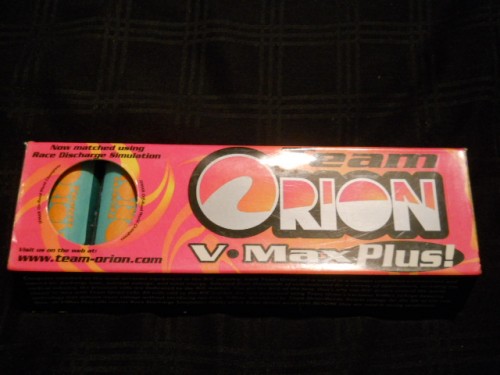 Now matched using
Race Discharge Simulation
Team
ORION
V·Max Plus!
Visit us on the web at:
www.team-orion.com